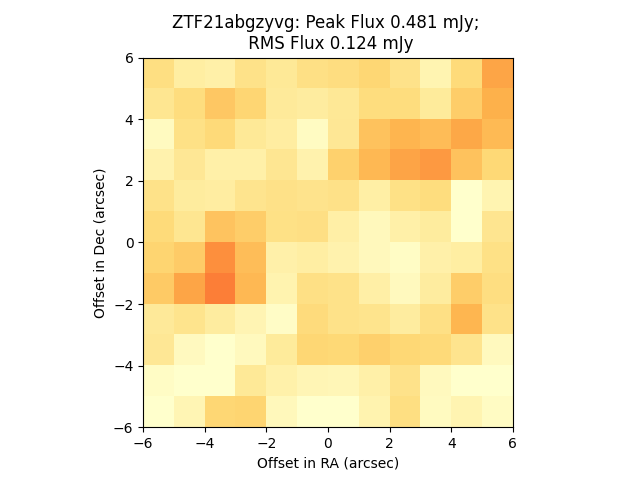 ZTF21abgzyvg: Peak Flux 0.481 mJy;
RMS Flux 0.124 mJy
6
4
2
0
−2
−4
−6
Offset in Dec (arcsec)
−6 −4 −2 0 2 4 6
Offset in RA (arcsec)